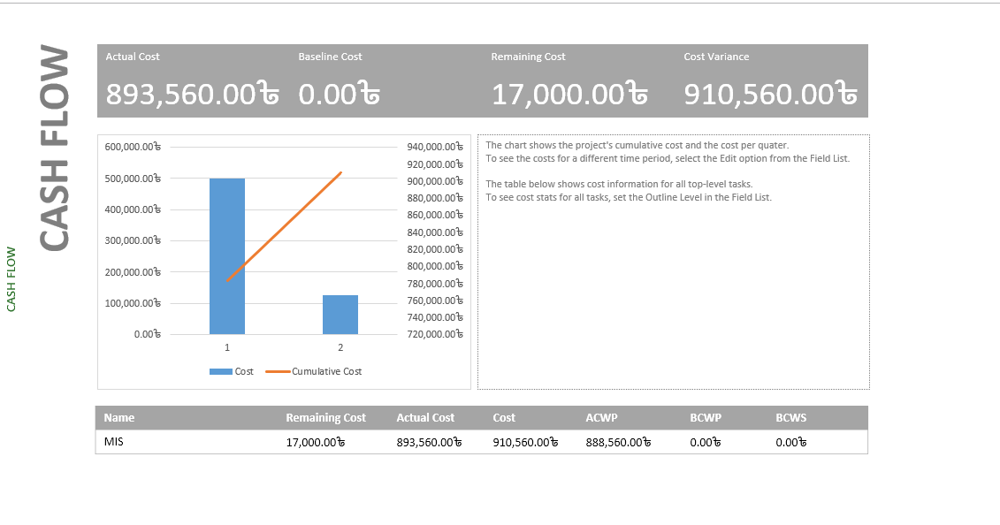 CASH FLOW
CASH FLOW
Actual Cost Baseline Cost Remaining Cost Cost Variance
893,560.00৳ 0.00৳ 17,000.00৳ 910,560.00৳
600,000.00৳
500,000.00৳
400,000.00৳
300,000.00৳
200,000.00৳
100,000.00৳
0.00৳
940,000.00৳
920,000.00৳
900,000.00৳
880,000.00৳
860,000.00৳
840,000.00৳
820,000.00৳
800,000.00৳
780,000.00৳
760,000.00৳
740,000.00৳
720,000.00৳
1 2
Cost Cumulative Cost
The chart shows the project's cumulative cost and the cost per quater.
To see the costs for a different time period, select the Edit option from the Field List.
The table below shows cost information for all top-level tasks.
To see cost stats for all tasks, set the Outline Level in the Field List.
Name Remaining Cost Actual Cost Cost ACWP BCWP BCWS
MIS 17,000.00৳ 893,560.00৳ 910,560.00৳ 888,560.00৳ 0.00৳ 0.00৳